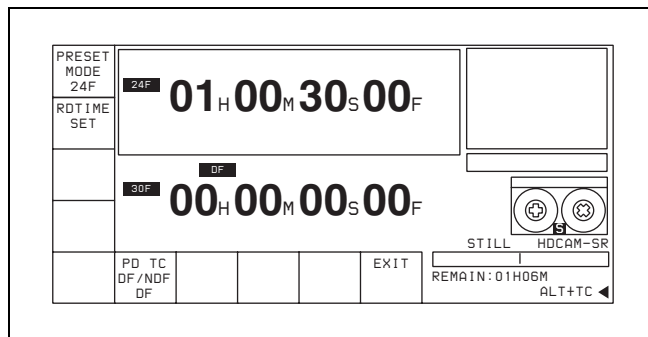 PRESET
MODE
24F
RDTIME
SET
24F
01H00M30S00F
DF
30F
00H00M00S00F
S
STILL HDCAM-SR
PD TC
DF/NDF
DF
EXIT
REMAIN:01H06M
ALT+TC